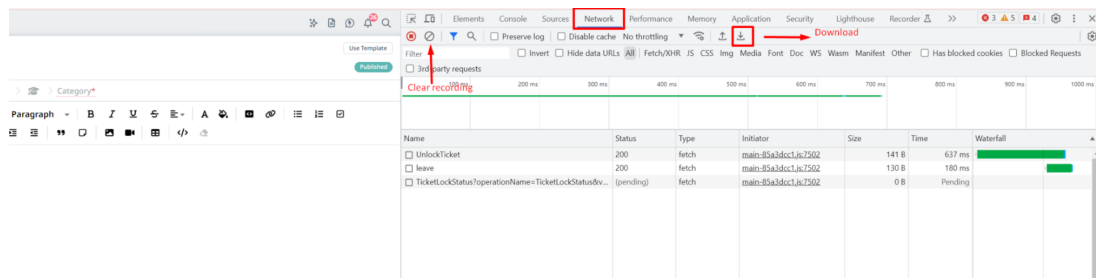 25
Elements Console Sources Network Performance Memory Application Security Lighthouse Recorder >> 3 5 4
Preserve log Disable cache No throttling Download
Use Template
Filter Invert Hide data URLs All Fetch/XHR JS CSS Img Media Font Doc WS Wasm Manifest Other Has blocked cookies Blocked Requests
Published
3rd-party requests
Category*
Clear recording
100 ms 200 ms 300 ms 400 ms 500 ms 600 ms 700 ms 800 ms 900 ms 1000 ms
Paragraph B I U S A
Name Status Type Initiator Size Time Waterfall
UnlockTicket 200 fetch main-85a3dcc1.js:7502 141 B 637 ms
leave 200 fetch main-85a3dcc1.js:7502 130 B 180 ms
TicketLockStatus?operationName=TicketLockStatus&v... (pending) fetch main-85a3dcc1.js:7502 0 B Pending